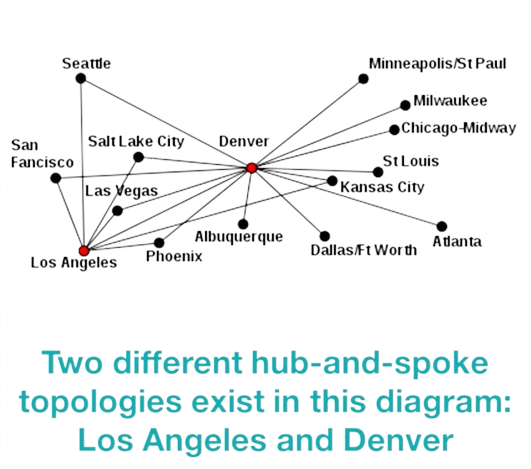 Seattle
Minneapolis/St Paul
Milwaukee
Chicago-Midway
San
Fancisco
Salt Lake City
Denver
St Louis
Las Vegas
Kansas City
Albuquerque
Dallas/Ft Worth
Atlanta
Los Angeles
Phoenix
Two different hub-and-spoke
topologies exist in this diagram:
Los Angeles and Denver